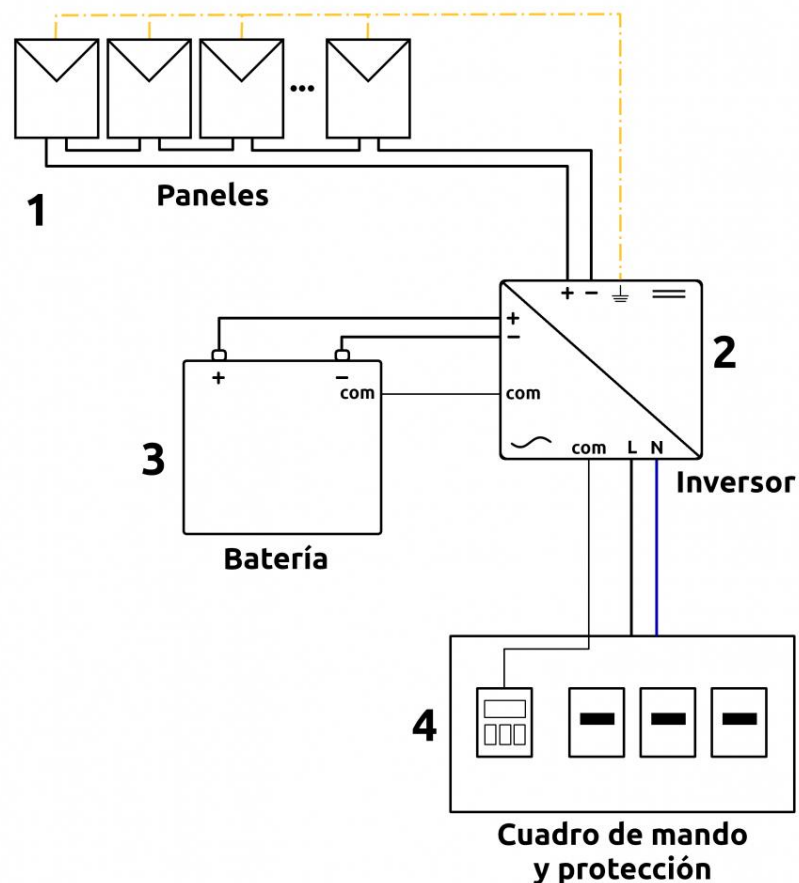 1
Paneles
+ −
+
−
2
+
−
com
com
3
com
L
N
Inversor
Batería
4
Cuadro de mando
y protección